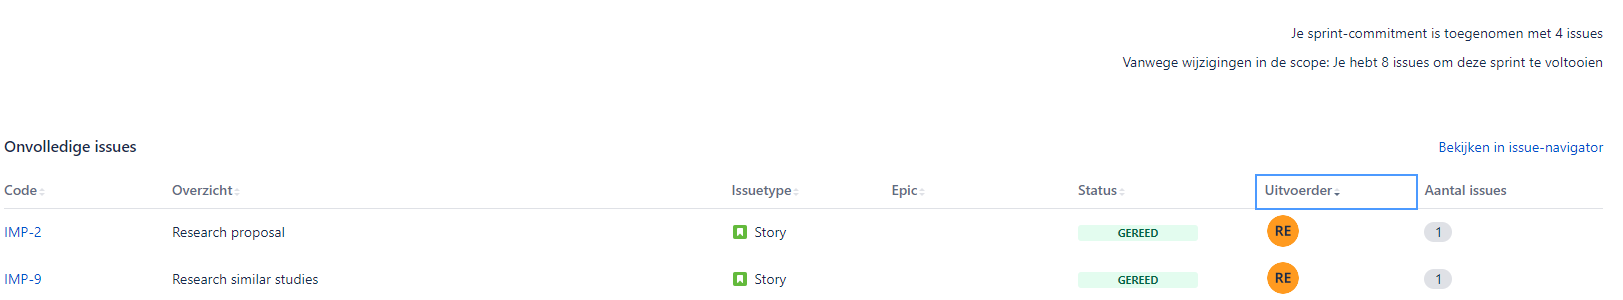 Je sprint-commitment is toegenomen met 4 issues
Vanwege wijzigingen in de scope: Je hebt 8 issues om deze sprint te voltooien
Onvolledige issues Bekijken in issue-navigator
Code Overzicht Issuetype Epic Status Uitvoerder Aantal issues
IMP-2 Research proposal Story GEREED RE 1
IMP-9 Research similar studies Story GEREED RE 1